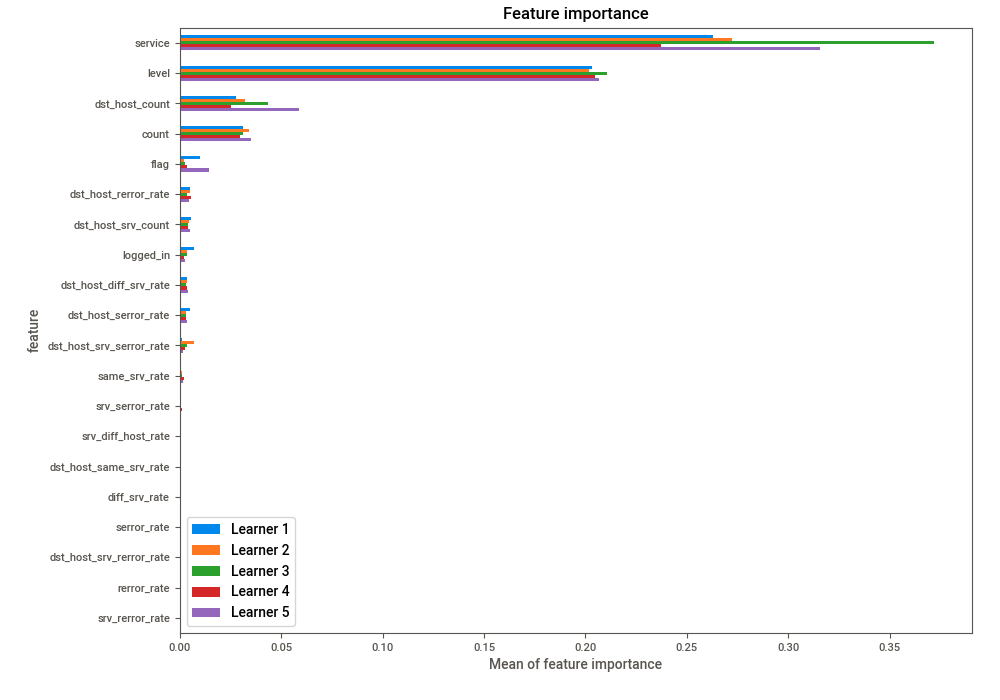 Feature importance
service
level
dst_host_count
count
flag
dst_host_rerror_rate
dst_host_srv_count
logged_in
dst_host_diff_srv_rate
dst_host_serror_rate
dst_host_srv_serror_rate
same_srv_rate
srv_serror_rate
srv_diff_host_rate
dst_host_same_srv_rate
diff_srv_rate
serror_rate
dst_host_srv_rerror_rate
rerror_rate
srv_rerror_rate
feature
Learner 1
Learner 2
Learner 3
Learner 4
Learner 5
0.00 0.05 0.10 0.15 0.20 0.25 0.30 0.35
Mean of feature importance